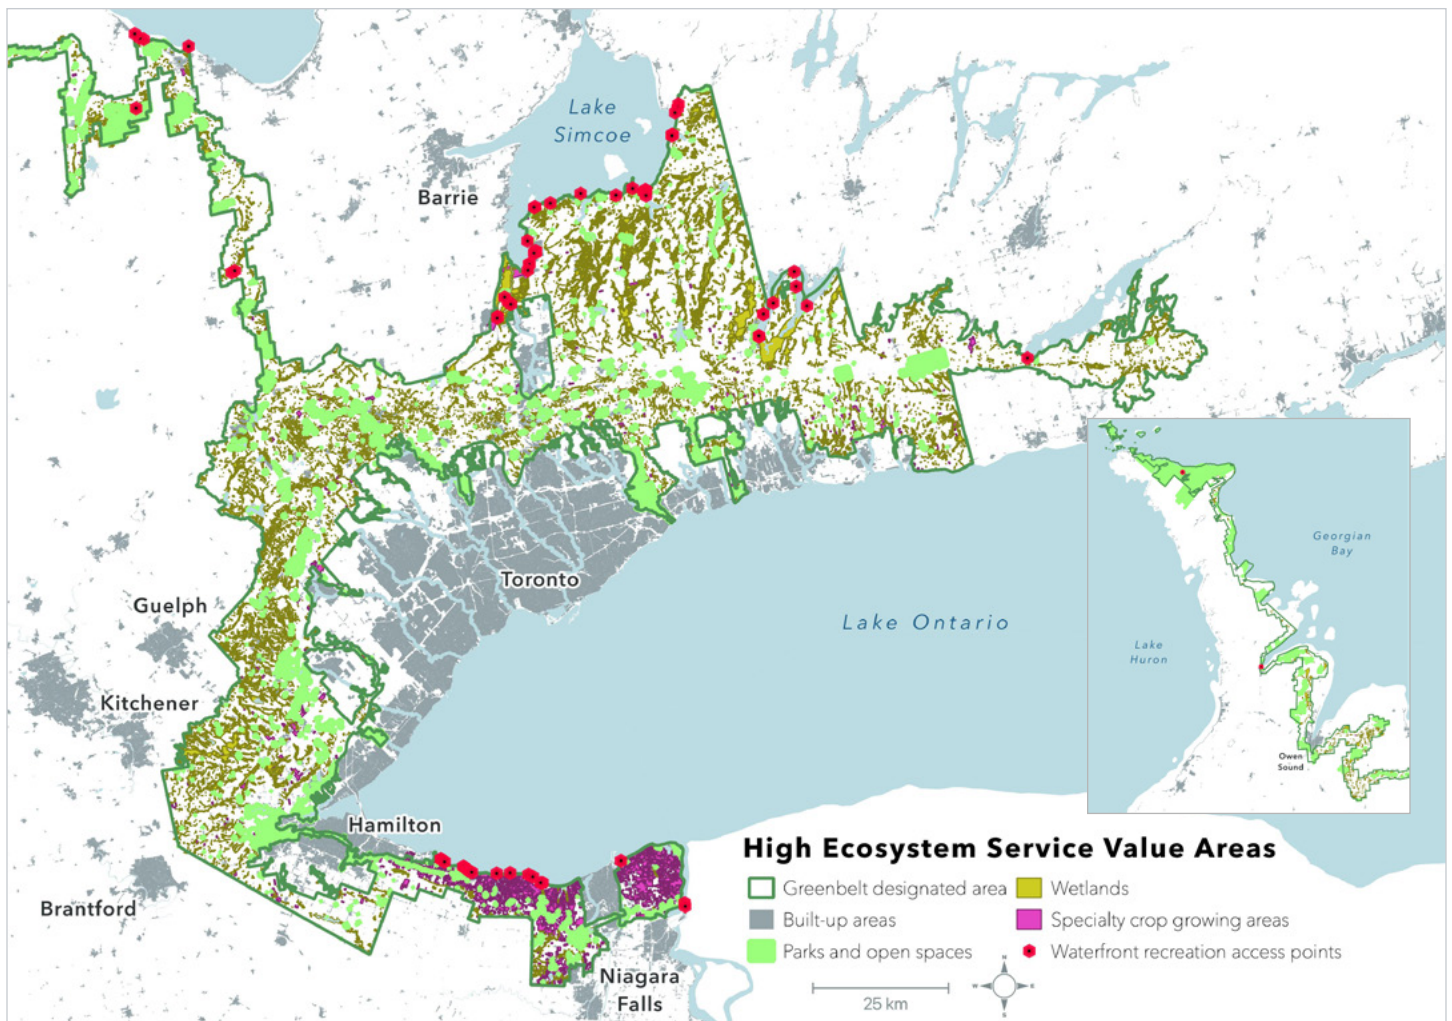 Lake
Simcoe
Barrie
Toronto
Guelph
Kitchener
Lake Ontario
Georgian
Bay
Lake
Huron
Owen
Sound
Hamilton
Brantford
Niagara
Falls
High Ecosystem Service Value Areas
Greenbelt designated area
Wetlands
Built-up areas
Specialty crop growing areas
Parks and open spaces
Waterfront recreation access points
25 km
N
W
E
S